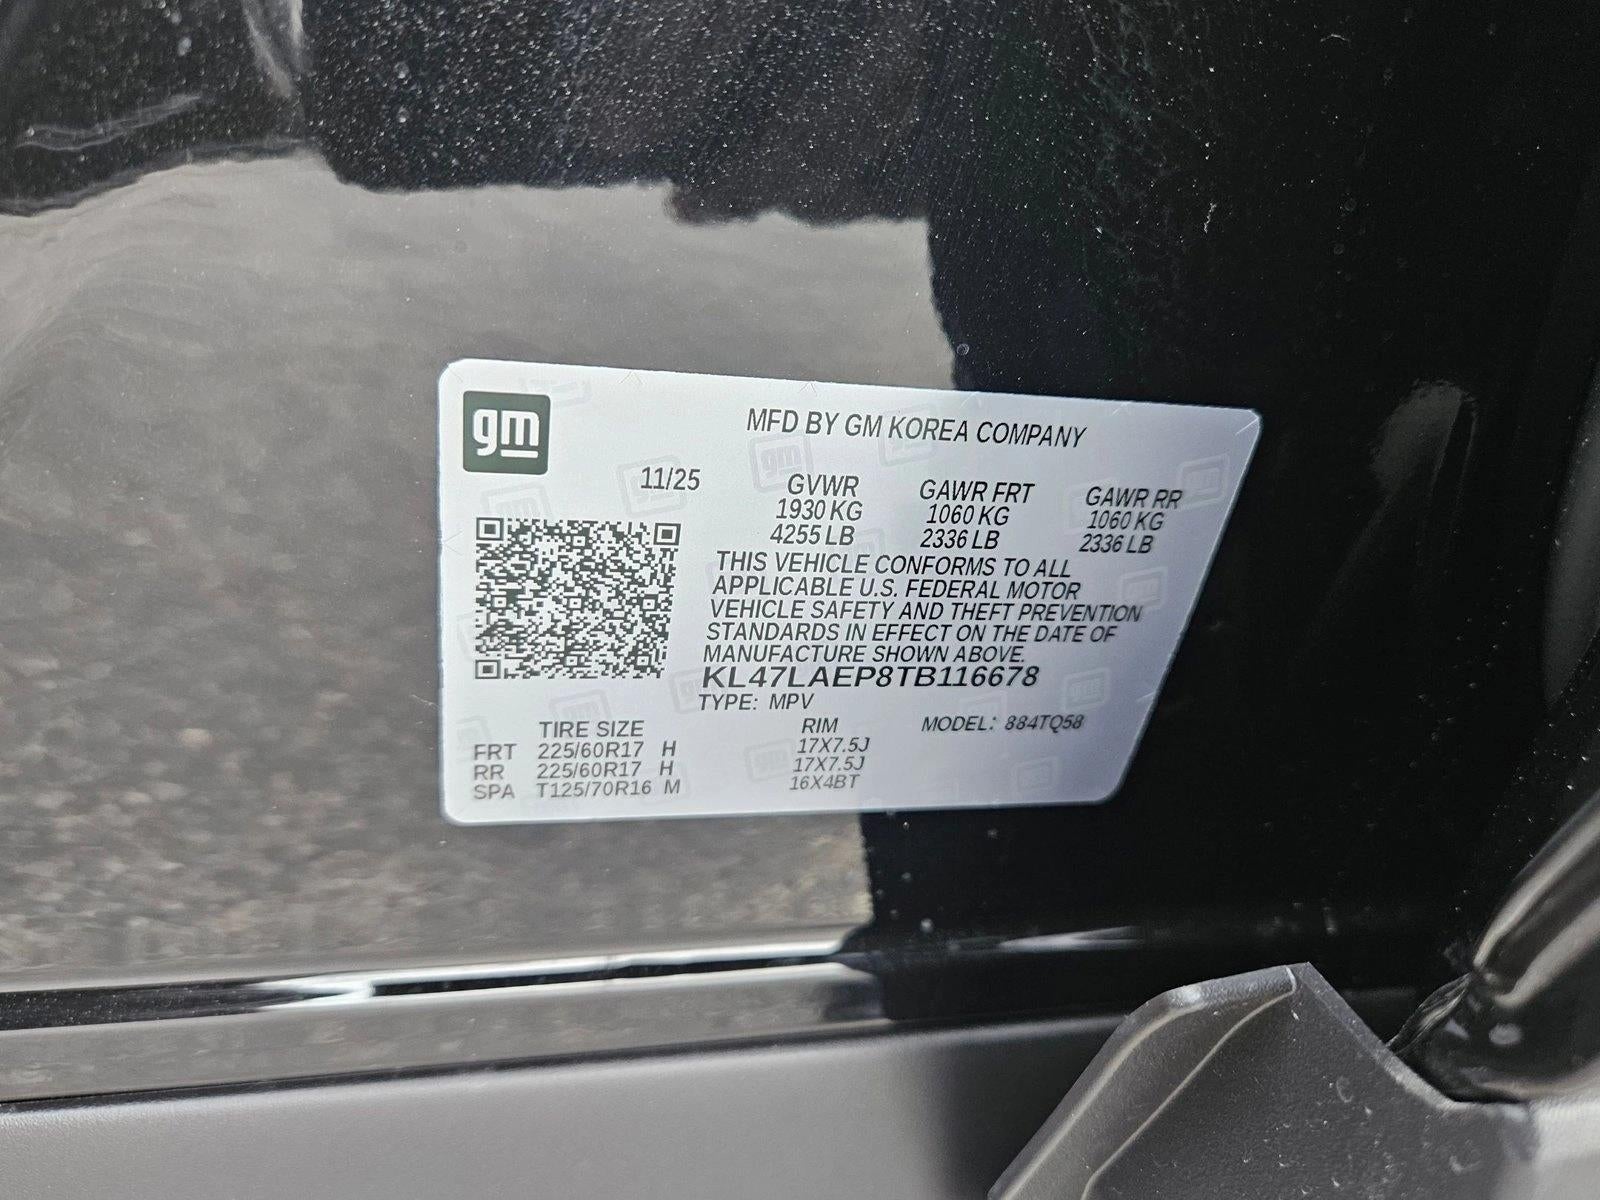 gm
MFD BY GM KOREA COMPANY
11/25 GVWR GAWR FRT GAWR RR
1930 KG 1060 KG 1060 KG
4255 LB 2336 LB 2336 LB
THIS VEHICLE CONFORMS TO ALL
APPLICABLE U.S. FEDERAL MOTOR
VEHICLE SAFETY AND THEFT PREVENTION
STANDARDS IN EFFECT ON THE DATE OF
MANUFACTURE SHOWN ABOVE.
KL47LAEP8TB116678
TYPE: MPV
TIRE SIZE RIM MODEL: 884TQ58
FRT 225/60R17 H 17X7.5J
RR 225/60R17 H 17X7.5J
SPA T125/70R16 M 16X4BT